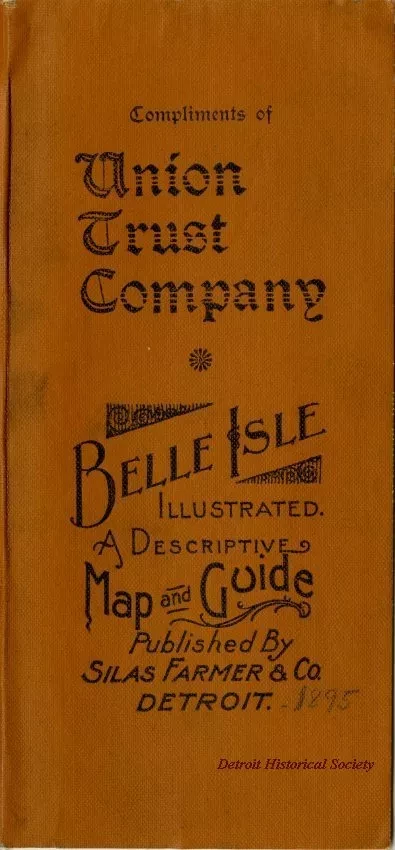 Compliments of
Union
Trust
Company
BELLE ISLE
ILLUSTRATED.
A DESCRIPTIVE
Map and Guide
Published By
SILAS FARMER & Co.
DETROIT. - 1895
Detroit Historical Society